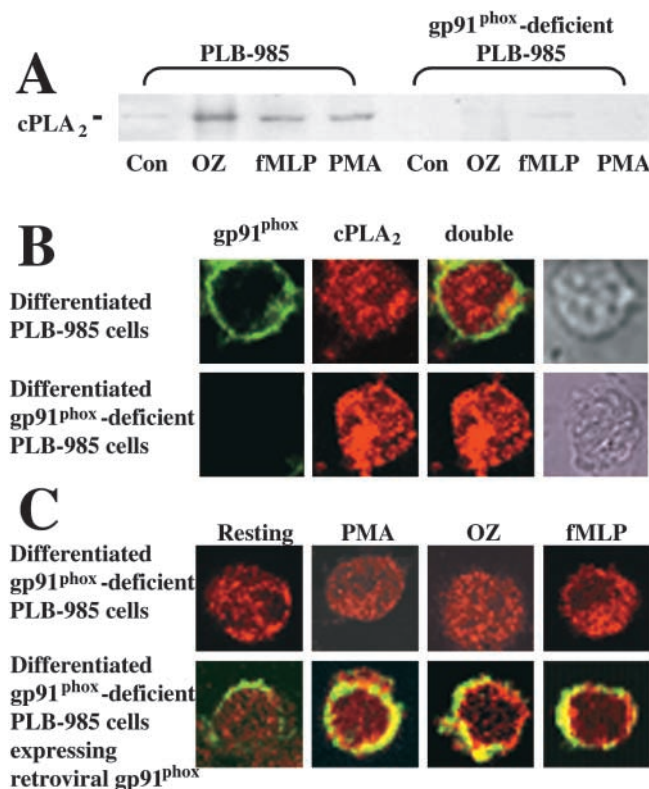 gp91phox-deficient
A PLB-985 PLB-985
cPLA2 -
Con OZ fMLP PMA Con OZ fMLP PMA
B gp91phox cPLA2 double
Differentiated
PLB-985 cells
Differentiated
gp91phox-deficient
PLB-985 cells
C Resting PMA OZ fMLP
Differentiated
gp91phox-deficient
PLB-985 cells
Differentiated
gp91phox-deficient
PLB-985 cells
expressing
retroviral gp91phox